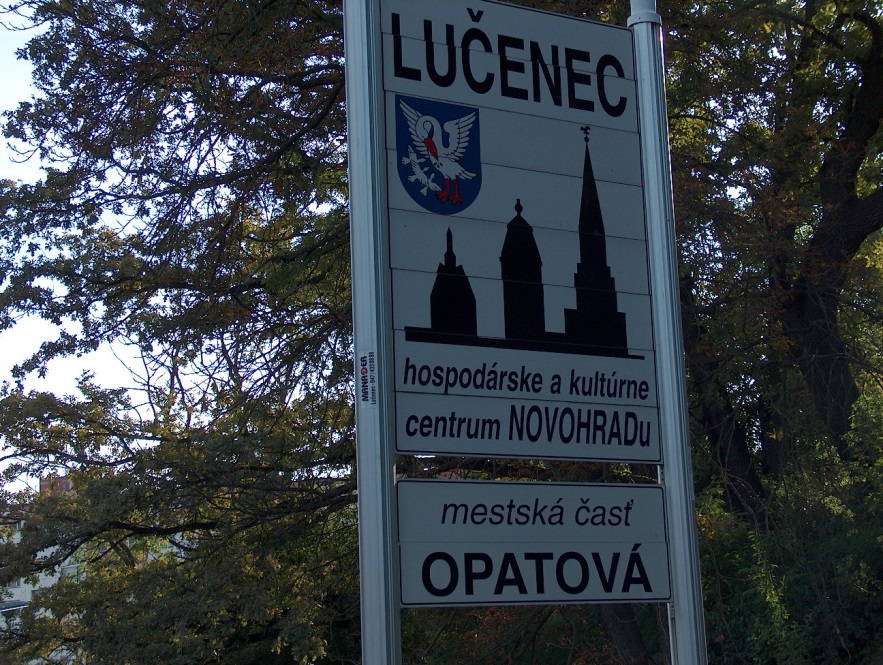 LUČENEC
hospodárske a kultúrne
centrum NOVOHRADu
mestská časť
OPATOVÁ